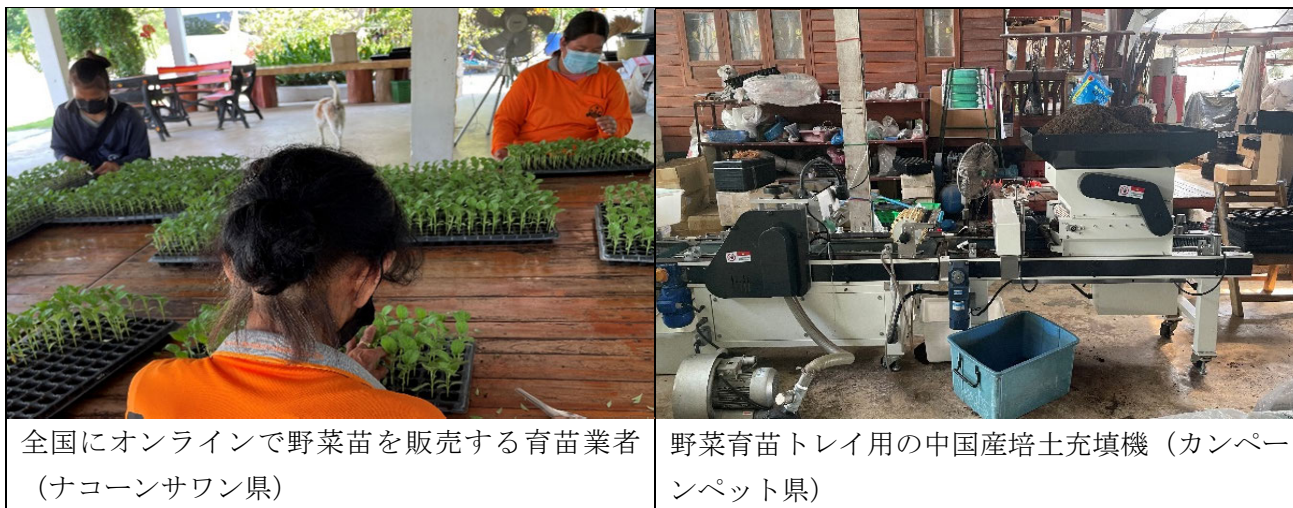 全国にオンラインで野菜苗を販売する育苗業者
（ナコーンサワン県）
野菜育苗トレイ用の中国産培土充填機（カンペー
ンペット県）